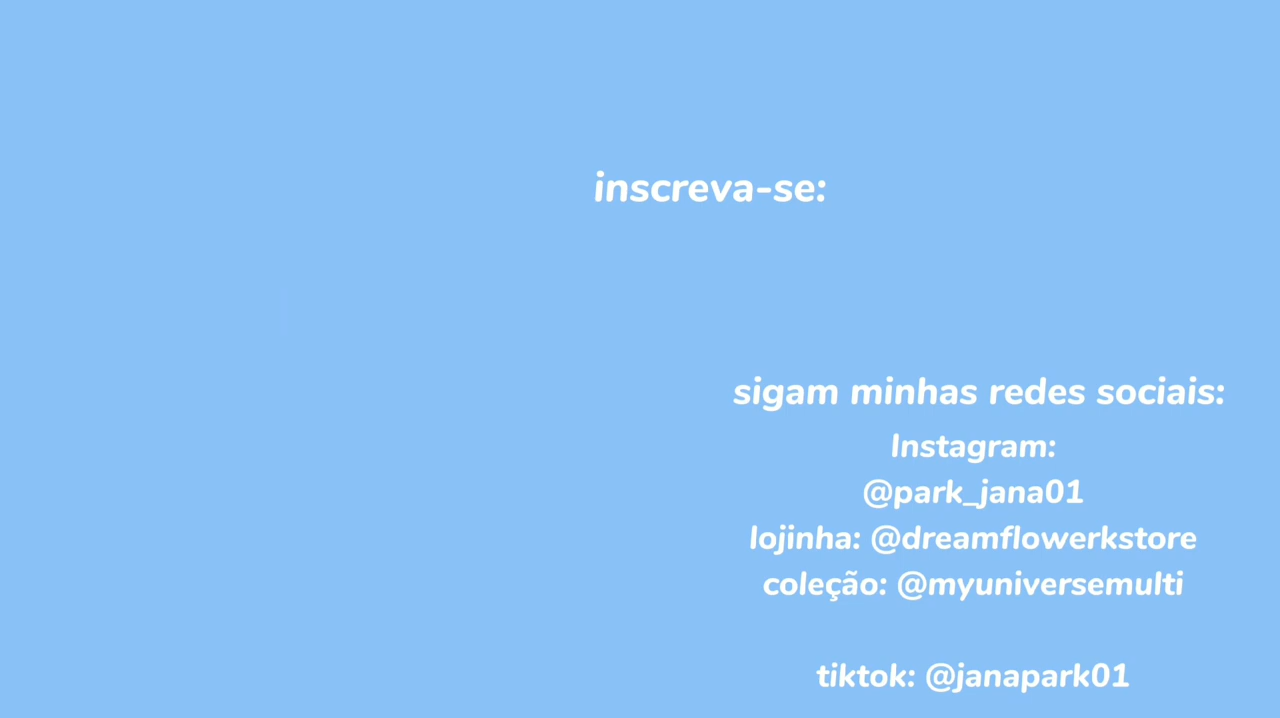 inscreva-se:
sigam minhas redes sociais:
Instagram:
@park_jana01
lojinha: @dreamflowerkstore
coleção: @myuniversemulti
tiktok: @janapark01